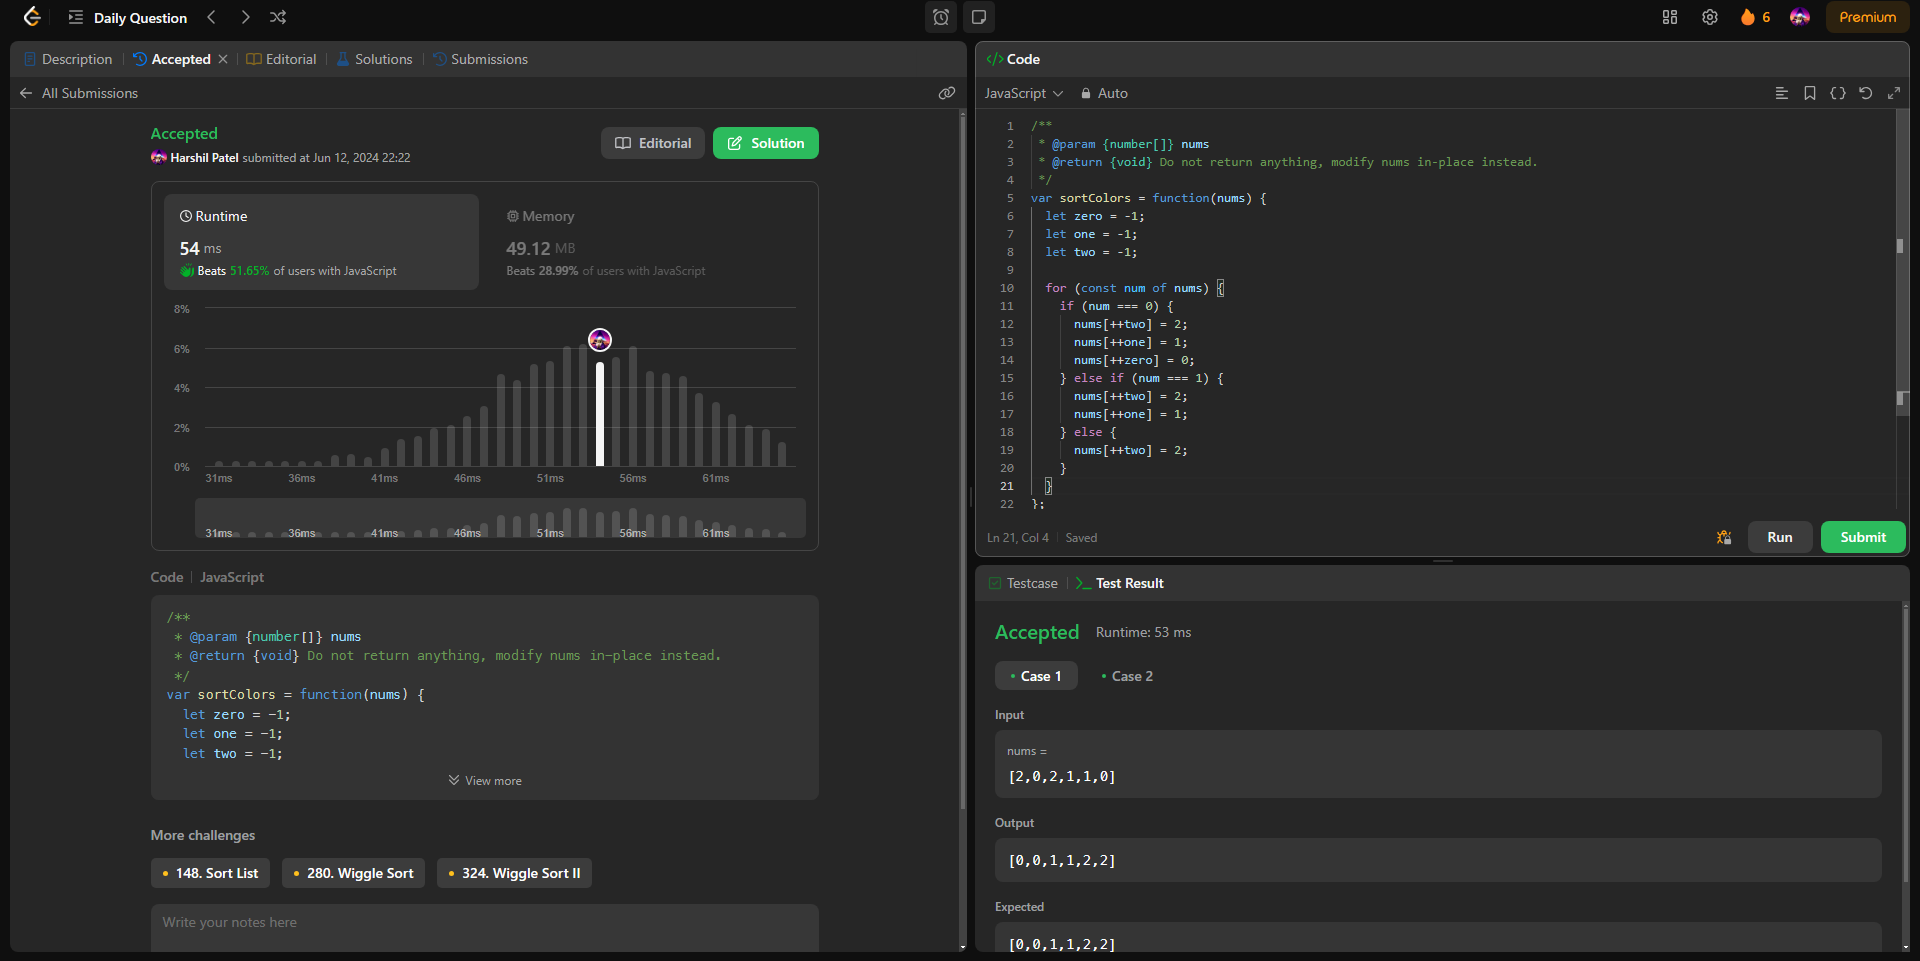 Daily Question
6
Premium
Description
Accepted
Editorial
Solutions
Submissions
All Submissions
Accepted
Harshil Patel submitted at Jun 12, 2024 22:22
Editorial
Solution
Runtime
54 ms
Beats 51.65% of users with JavaScript
Memory
49.12 MB
Beats 28.99% of users with JavaScript
8%
6%
4%
2%
0%
31ms 36ms 41ms 46ms 51ms 56ms 61ms
31ms 36ms 41ms 46ms 51ms 56ms 61ms
Code | JavaScript
/**
 * @param {number[]} nums
 * @return {void} Do not return anything, modify nums in-place instead.
 */
var sortColors = function(nums) {
  let zero = -1;
  let one = -1;
  let two = -1;
View more
More challenges
148. Sort List
280. Wiggle Sort
324. Wiggle Sort II
Write your notes here
</> Code
JavaScript
Auto
1 /**
2  * @param {number[]} nums
3  * @return {void} Do not return anything, modify nums in-place instead.
4  */
5 var sortColors = function(nums) {
6   let zero = -1;
7   let one = -1;
8   let two = -1;
9
10   for (const num of nums) {
11     if (num === 0) {
12       nums[++two] = 2;
13       nums[++one] = 1;
14       nums[++zero] = 0;
15     } else if (num === 1) {
16       nums[++two] = 2;
17       nums[++one] = 1;
18     } else {
19       nums[++two] = 2;
20     }
21   }
22 };
Ln 21, Col 4 | Saved
Run
Submit
Testcase
Test Result
Accepted
Runtime: 53 ms
Case 1
Case 2
Input
nums =
[2,0,2,1,1,0]
Output
[0,0,1,1,2,2]
Expected
[0,0,1,1,2,2]